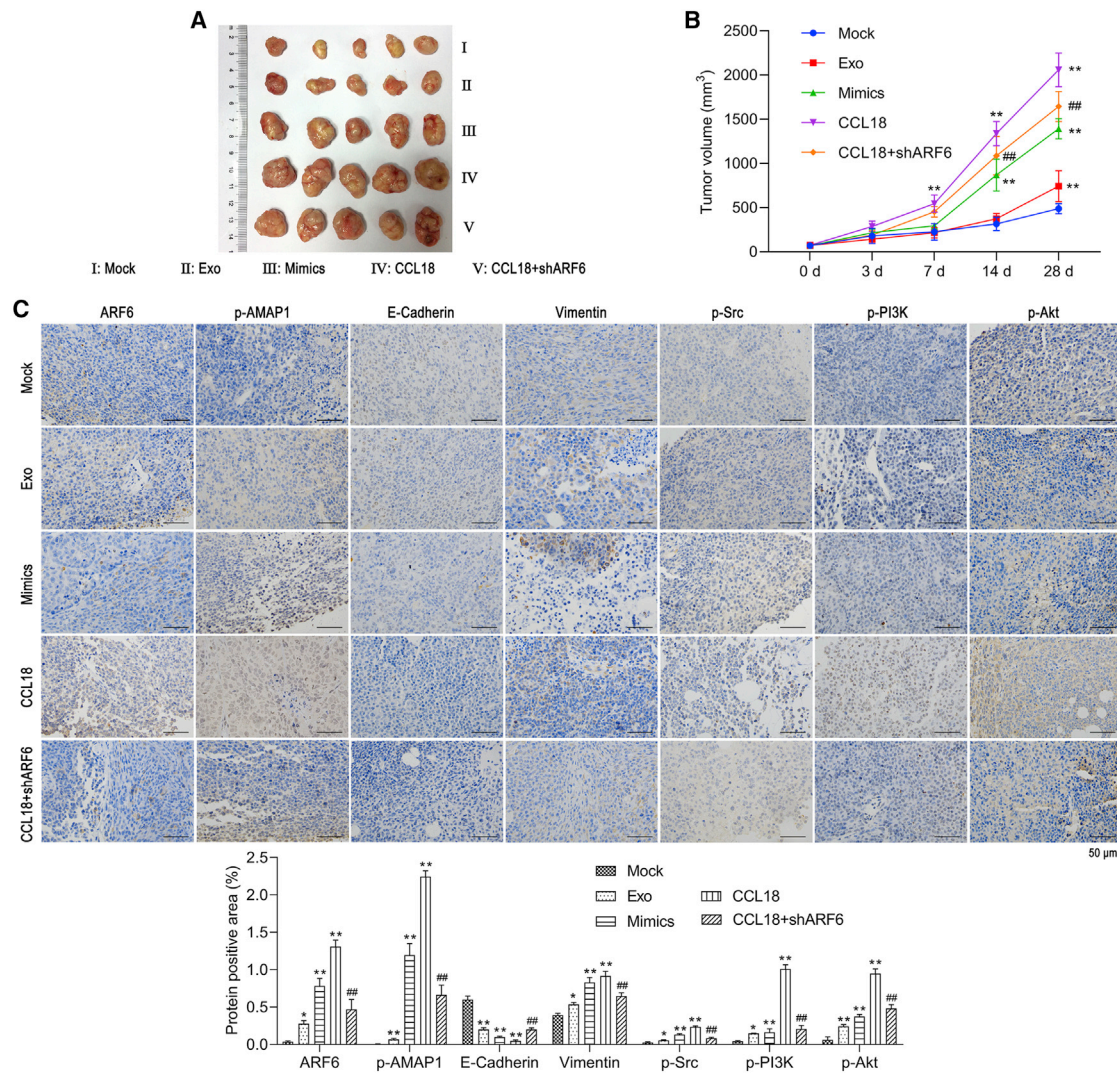 A
I
II
III
IV
V
I: Mock II: Exo III: Mimics IV: CCL18 V: CCL18+shARF6
B
Tumor volume (mm³)
2500
2000
1500
1000
500
0
0 d 3 d 7 d 14 d 28 d
Mock
Exo
Mimics
CCL18
CCL18+shARF6
**
**
##
**
**
##
**
**
C
ARF6 p-AMAP1 E-Cadherin Vimentin p-Src p-PI3K p-Akt
Mock
Exo
Mimics
CCL18
CCL18+shARF6
50 µm
Protein positive area (%)
2.5
2.0
1.5
1.0
0.5
0.0
Mock
Exo
Mimics
CCL18
CCL18+shARF6
* ** ** ##
** ** ** ##
** ** ** ##
* ** ** ##
* ** ** ##
* ** ** ##
** ** ** ##
ARF6 p-AMAP1 E-Cadherin Vimentin p-Src p-PI3K p-Akt